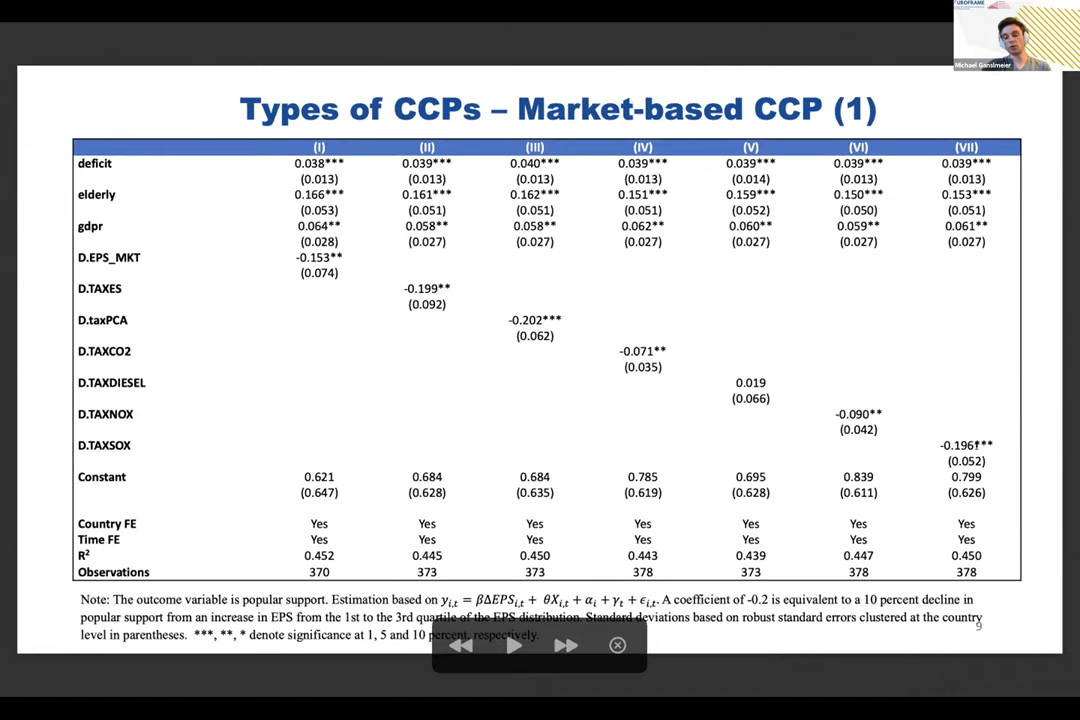 EUROFRAME
Michael Ganslmeier
Types of CCPs – Market-based CCP (1)
(I) (II) (III) (IV) (V) (VI) (VII)
deficit 0.038*** 0.039*** 0.040*** 0.039*** 0.039*** 0.039*** 0.039***
(0.013) (0.013) (0.013) (0.013) (0.014) (0.013) (0.013)
elderly 0.166*** 0.161*** 0.162*** 0.151*** 0.159*** 0.150*** 0.153***
(0.053) (0.051) (0.051) (0.051) (0.052) (0.050) (0.051)
gdpr 0.064** 0.058** 0.058** 0.062** 0.060** 0.059** 0.061**
(0.028) (0.027) (0.027) (0.027) (0.027) (0.027) (0.027)
D.EPS_MKT -0.153**
(0.074)
D.TAXES -0.199**
(0.092)
D.taxPCA -0.202***
(0.062)
D.TAXCO2 -0.071**
(0.035)
D.TAXDIESEL 0.019
(0.066)
D.TAXNOX -0.090**
(0.042)
D.TAXSOX -0.196***
(0.052)
Constant 0.621 0.684 0.684 0.785 0.695 0.839 0.799
(0.647) (0.628) (0.635) (0.619) (0.628) (0.611) (0.626)
Country FE Yes Yes Yes Yes Yes Yes Yes
Time FE Yes Yes Yes Yes Yes Yes Yes
R² 0.452 0.445 0.450 0.443 0.439 0.447 0.450
Observations 370 373 373 378 373 378 378
Note: The outcome variable is popular support. Estimation based on y_{i,t} = βΔEPS_{i,t} + θX_{i,t} + α_i + γ_t + ϵ_{i,t}. A coefficient of -0.2 is equivalent to a 10 percent decline in
popular support from an increase in EPS from the 1st to the 3rd quartile of the EPS distribution. Standard deviations based on robust standard errors clustered at the country
level in parentheses. ***, **, * denote significance at 1, 5 and 10 percent, respectively.
9